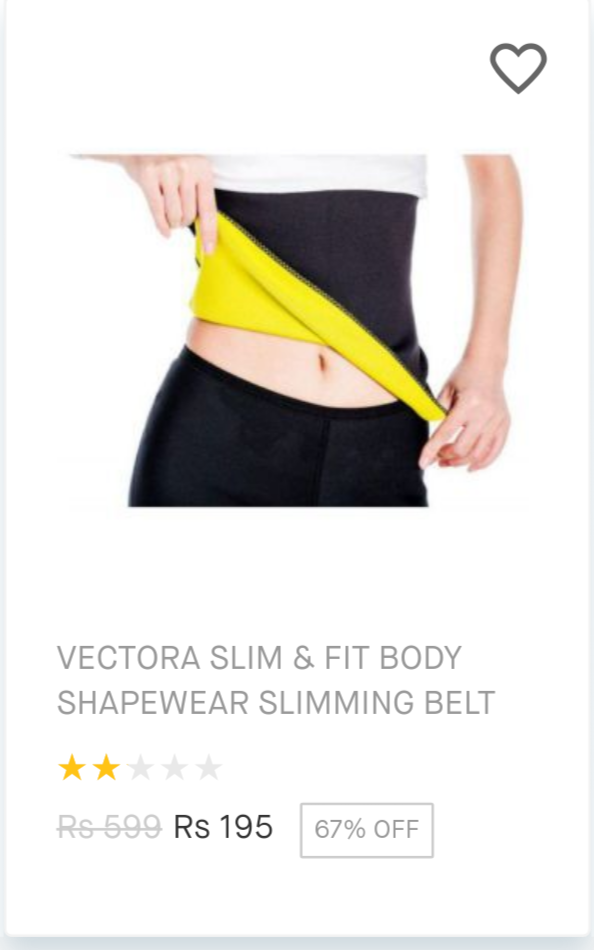 VECTORA SLIM & FIT BODY
SHAPEWEAR SLIMMING BELT
Rs 599 Rs 195 67% OFF